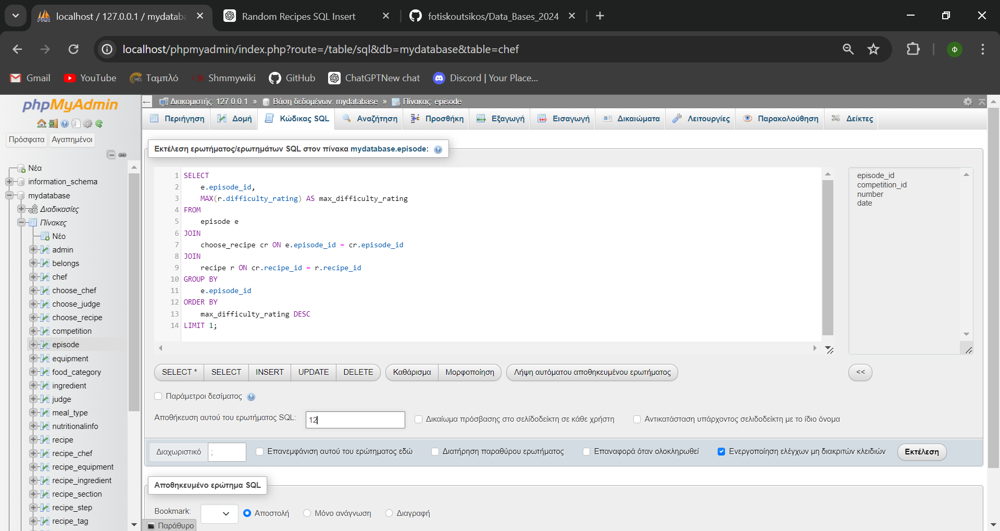 localhost / 127.0.0.1 / mydataba
Random Recipes SQL Insert
fotiskoutsikos/Data_Bases_2024
localhost/phpmyadmin/index.php?route=/table/sql&db=mydatabase&table=chef
Φ
Gmail
YouTube
Ταμπλό
Shmmywiki
GitHub
ChatGPTNew chat
Discord | Your Place...
phpMyAdmin
Πρόσφατα
Αγαπημένοι
Νέα
information_schema
mydatabase
Διαδικασίες
Πίνακες
Νέο
admin
belongs
chef
choose_chef
choose_judge
choose_recipe
competition
episode
equipment
food_category
ingredient
judge
meal_type
nutritionalinfo
recipe
recipe_chef
recipe_equipment
recipe_ingredient
recipe_section
recipe_step
recipe_tag
Διακομιστής: 127.0.0.1 » Βάση δεδομένων: mydatabase » Πίνακας: episode
Περιήγηση
Δομή
Κώδικας SQL
Αναζήτηση
Προσθήκη
Εξαγωγή
Εισαγωγή
Δικαιώματα
Λειτουργίες
Παρακολούθηση
Δείκτες
Εκτέλεση ερωτήματος/ερωτημάτων SQL στον πίνακα mydatabase.episode:
1 SELECT
2 e.episode_id,
3 MAX(r.difficulty_rating) AS max_difficulty_rating
4 FROM
5 episode e
6 JOIN
7 choose_recipe cr ON e.episode_id = cr.episode_id
8 JOIN
9 recipe r ON cr.recipe_id = r.recipe_id
10 GROUP BY
11 e.episode_id
12 ORDER BY
13 max_difficulty_rating DESC
14 LIMIT 1;
episode_id
competition_id
number
date
SELECT *
SELECT
INSERT
UPDATE
DELETE
Καθάρισμα
Μορφοποίηση
Λήψη αυτόματου αποθηκευμένου ερωτήματος
<<
Παράμετροι δεσίματος
Αποθήκευση αυτού του ερωτήματος SQL:
12
Δικαίωμα πρόσβασης στο σελίδοδείκτη σε κάθε χρήστη
Αντικατάσταση υπάρχοντος σελιδοδείκτη με το ίδιο όνομα
Διαχωριστικό
;
Επανεμφάνιση αυτού του ερώτηματος εδώ
Διατήρηση παραθύρου ερωτήματος
Επαναφορά όταν ολοκληρωθεί
Ενεργοποίηση ελέγχων μη διακριτών κλειδιών
Εκτέλεση
Αποθηκευμένο ερώτημα SQL
Bookmark:
Αποστολή
Μόνο ανάγνωση
Διαγραφή
Παράθυρο